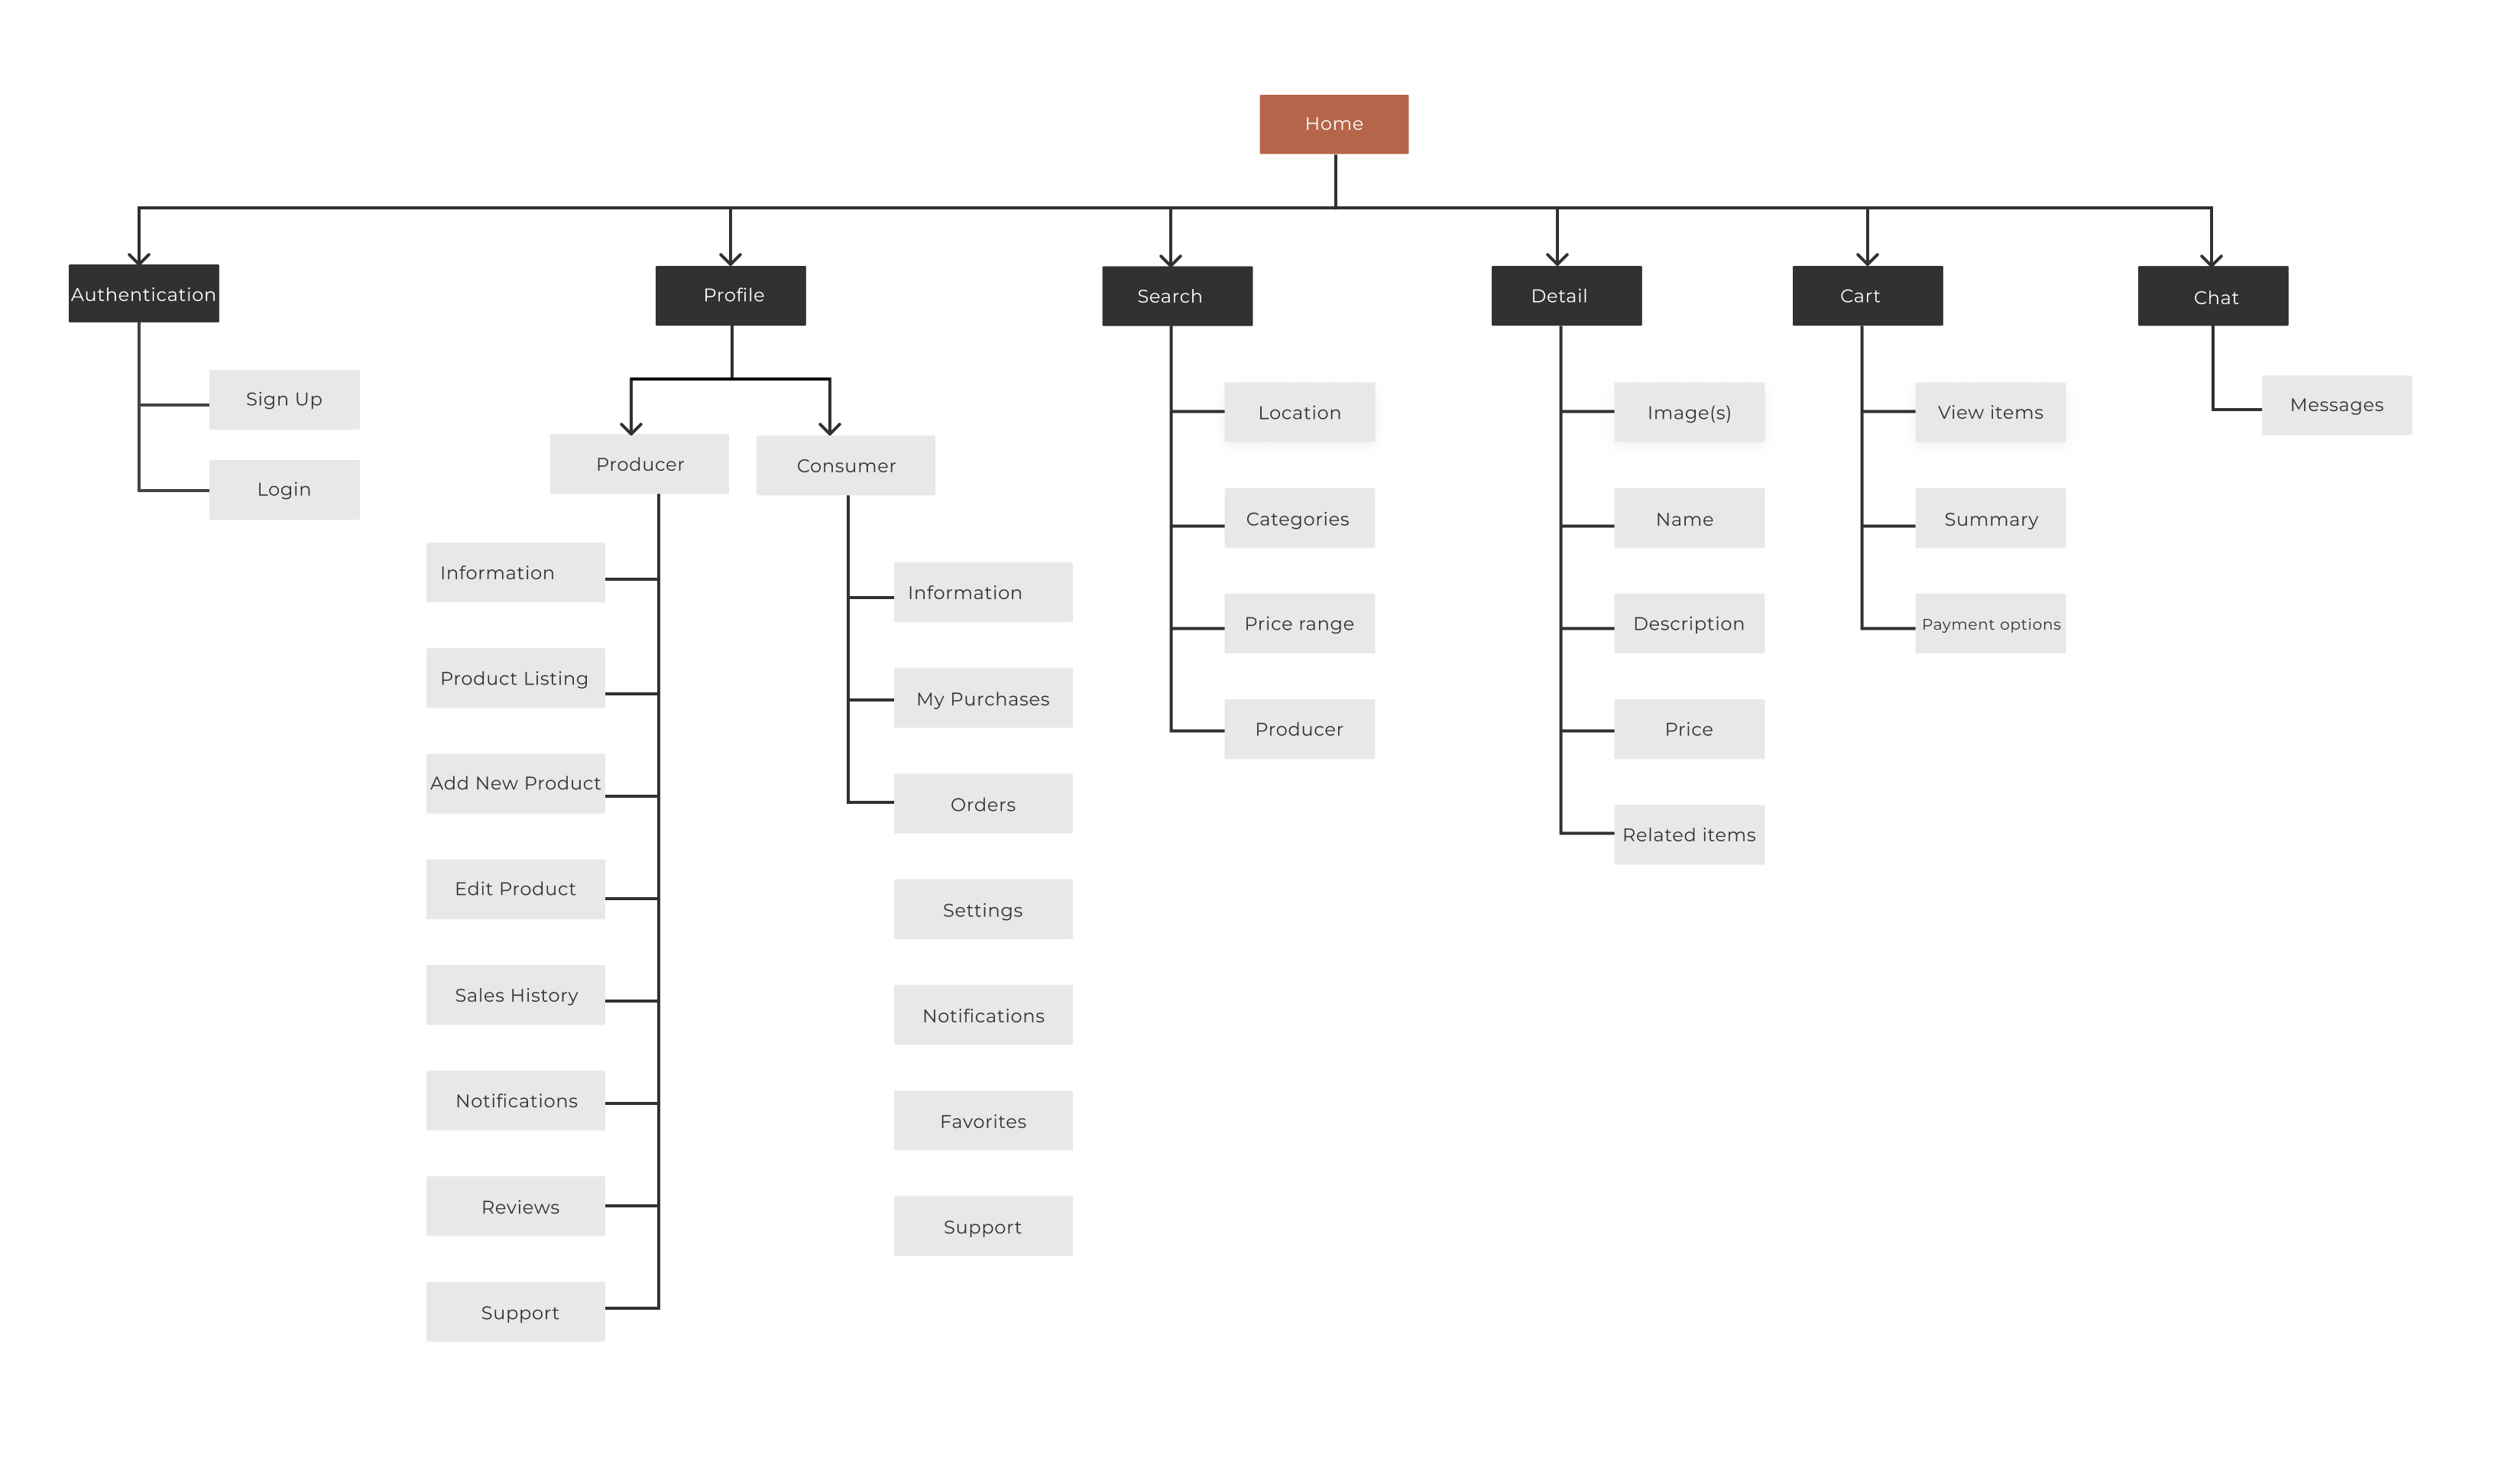 Home
Authentication
Profile
Search
Detail
Cart
Chat
Sign Up
Login
Producer
Consumer
Information
Product Listing
Add New Product
Edit Product
Sales History
Notifications
Reviews
Support
Information
My Purchases
Orders
Settings
Notifications
Favorites
Support
Location
Categories
Price range
Producer
Image(s)
Name
Description
Price
Related items
View items
Summary
Payment options
Messages